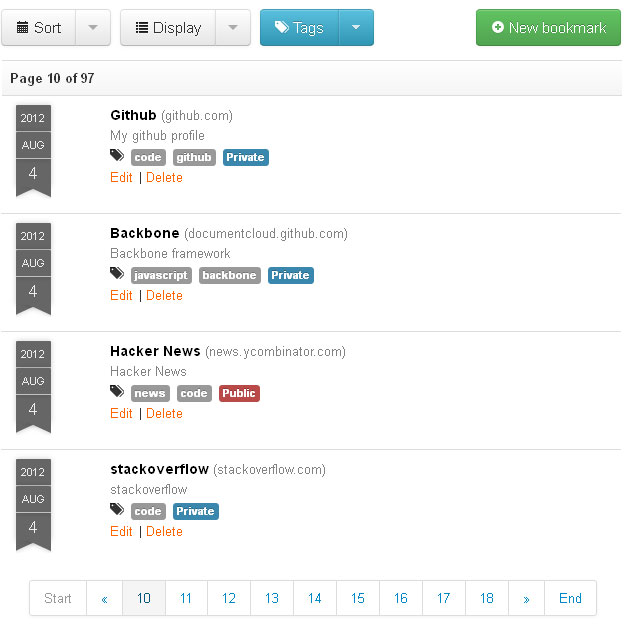 Sort Display Tags New bookmark
Page 10 of 97
2012
AUG
4
Github (github.com)
My github profile
code github Private
Edit | Delete
2012
AUG
4
Backbone (documentcloud.github.com)
Backbone framework
javascript backbone Private
Edit | Delete
2012
AUG
4
Hacker News (news.ycombinator.com)
Hacker News
news code Public
Edit | Delete
2012
AUG
4
stackoverflow (stackoverflow.com)
stackoverflow
code Private
Edit | Delete
Start « 10 11 12 13 14 15 16 17 18 » End